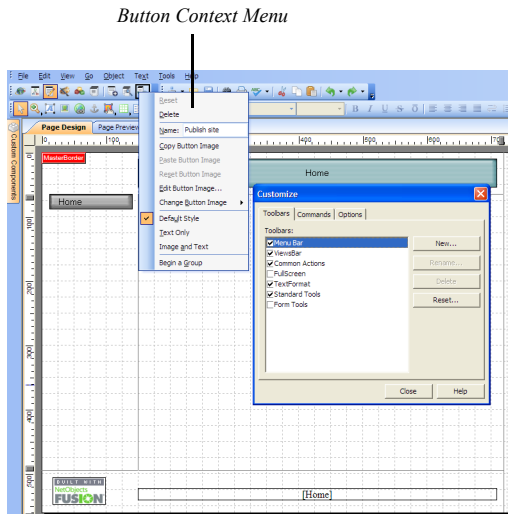 Button Context Menu
File Edit View Go Object Text Tools Help
Page Design Page Preview
Custom Components
MasterBorder
Home
Home
Reset
Delete
Name: Publish site
Copy Button Image
Paste Button Image
Reset Button Image
Edit Button Image...
Change Button Image
Default Style
Text Only
Image and Text
Begin a Group
Customize
Toolbars Commands Options
Toolbars:
Menu Bar
ViewsBar
Common Actions
FullScreen
TextFormat
Standard Tools
Form Tools
New...
Rename...
Delete
Reset...
Close Help
BUILT WITH
NetObjects
FUSION
[Home]